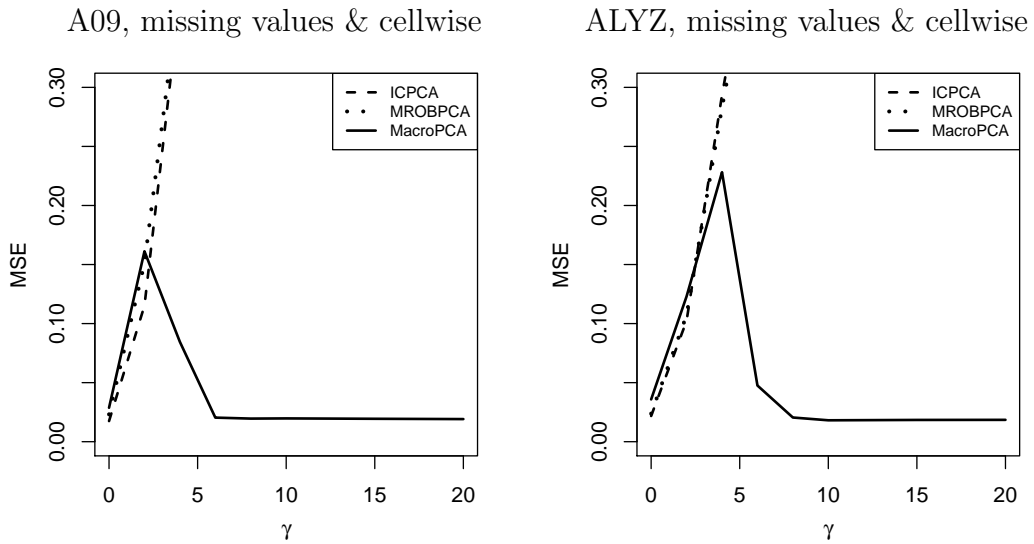 A09, missing values & cellwise
ICPCA
MROBPCA
MacroPCA
0.30
0.20
0.10
0.00
MSE
0 5 10 15 20
γ
ALYZ, missing values & cellwise
ICPCA
MROBPCA
MacroPCA
0.30
0.20
0.10
0.00
MSE
0 5 10 15 20
γ